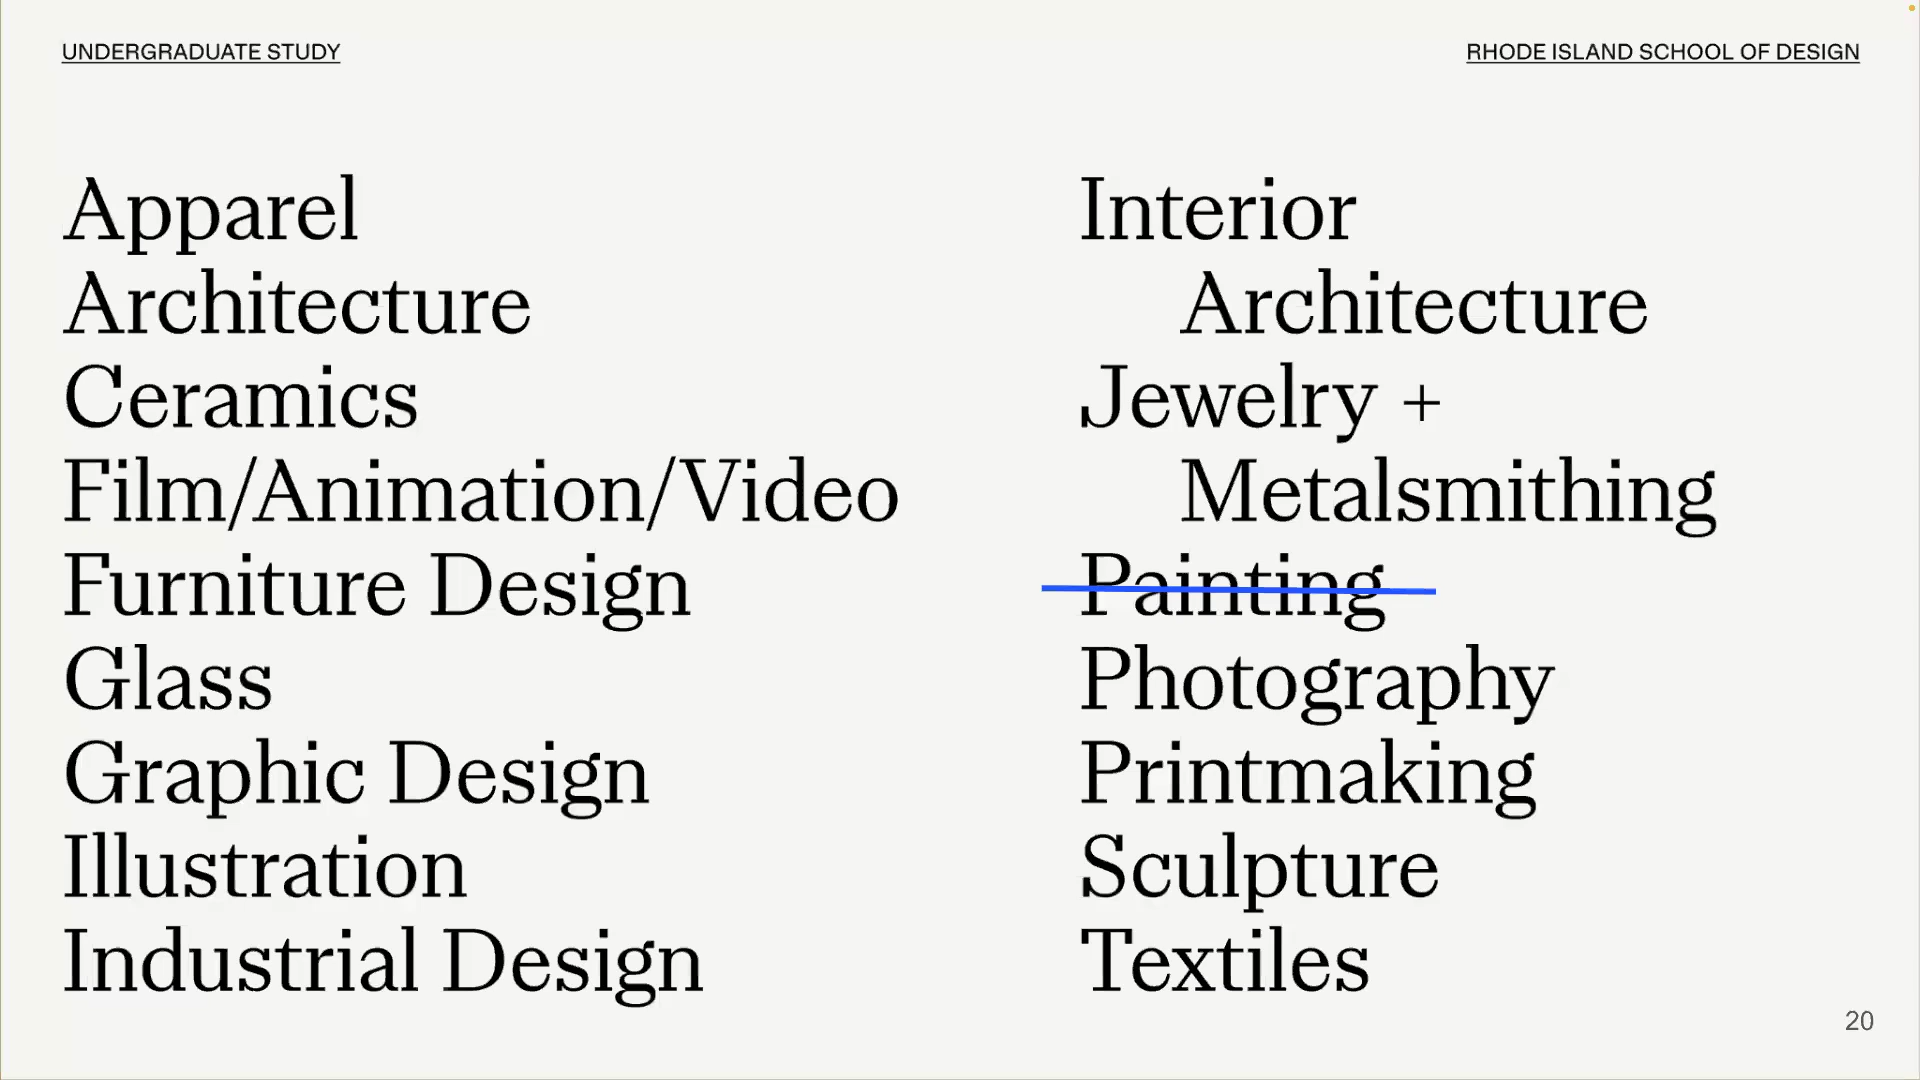 UNDERGRADUATE STUDY
RHODE ISLAND SCHOOL OF DESIGN
Apparel
Architecture
Ceramics
Film/Animation/Video
Furniture Design
Glass
Graphic Design
Illustration
Industrial Design
Interior
Architecture
Jewelry +
Metalsmithing
Painting
Photography
Printmaking
Sculpture
Textiles
20